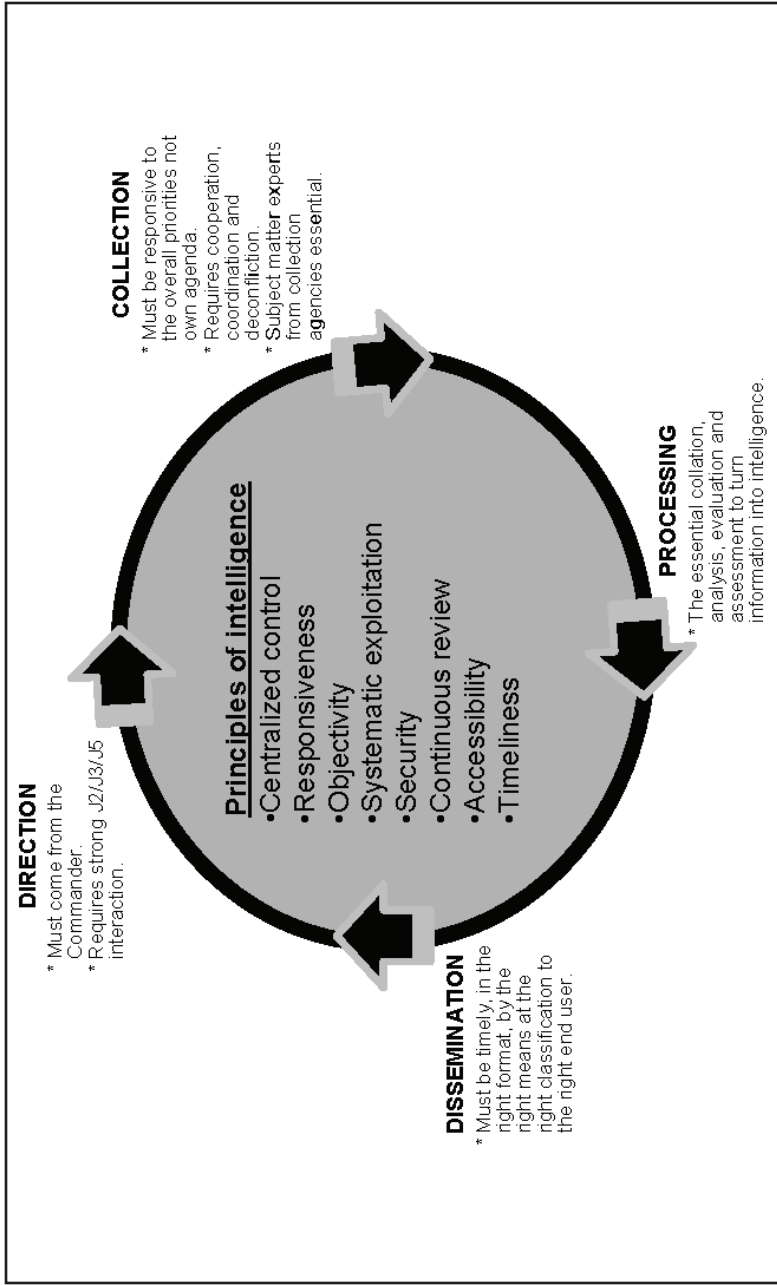 DIRECTION
* Must come from the
Commander.
* Requires strong J2/J3/J5
interaction.
COLLECTION
* Must be responsive to
the overall priorities not
own agenda.
* Requires cooperation,
coordination and
deconfliction.
* Subject matter experts
from collection
agencies essential.
Principles of intelligence
•Centralized control
•Responsiveness
•Objectivity
•Systematic exploitation
•Security
•Continuous review
•Accessibility
•Timeliness
PROCESSING
* The essential collation,
analysis, evaluation and
assessment to turn
information into intelligence.
DISSEMINATION
* Must be timely, in the
right format, by the
right means at the
right classification to
the right end user.